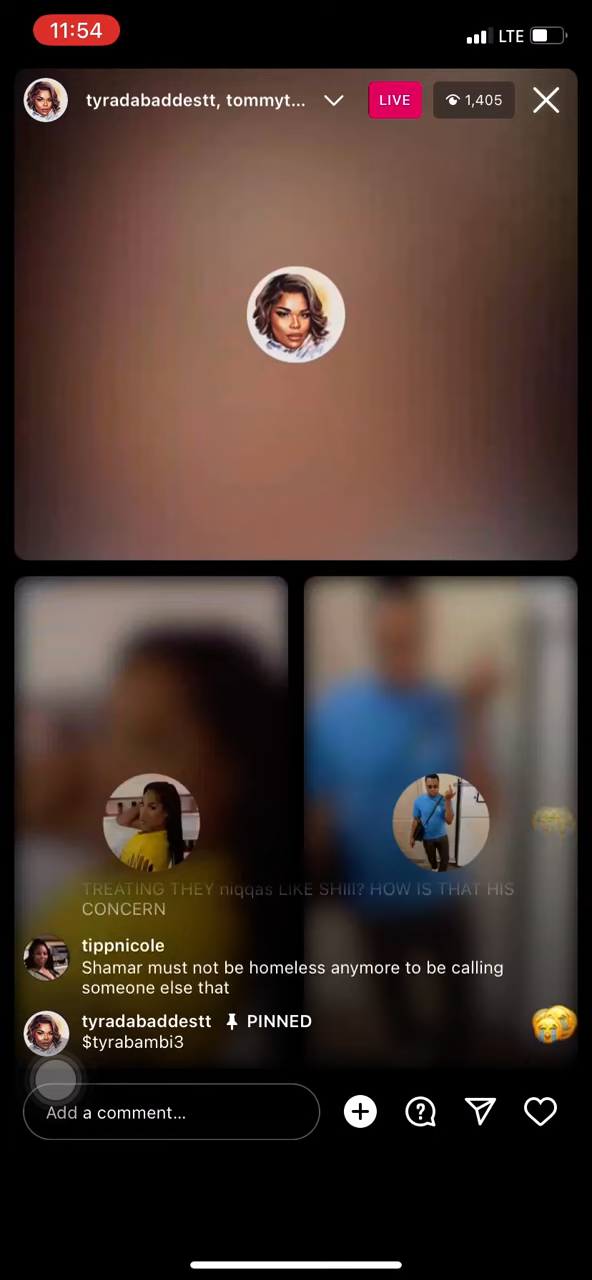 11:54
LTE
tyradabaddestt, tommyt...
LIVE
1,405
TREATING THEY niqqas LIKE SHIII? HOW IS THAT HIS
CONCERN
tippnicole
Shamar must not be homeless anymore to be calling
someone else that
tyradabaddestt PINNED
$tyrabambi3
Add a comment...